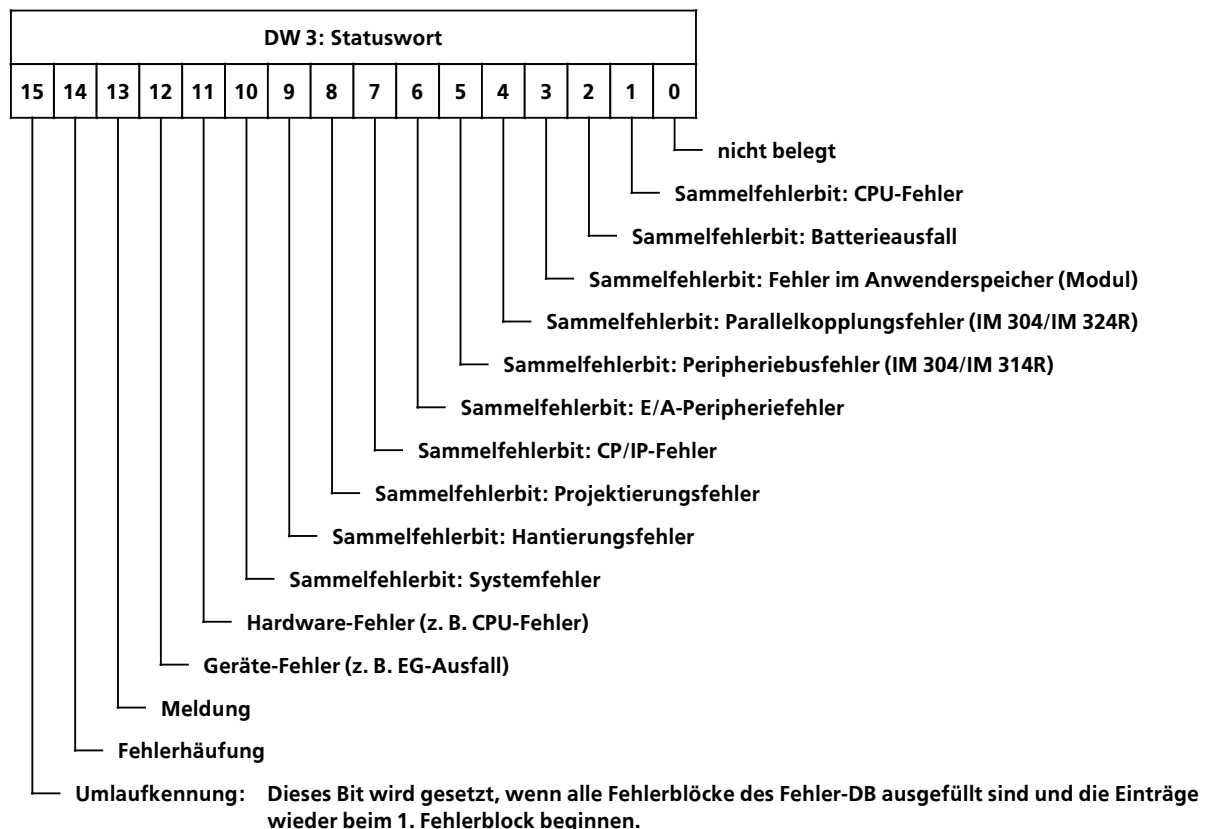 DW 3: Statuswort
15 14 13 12 11 10 9 8 7 6 5 4 3 2 1 0
nicht belegt
Sammelfehlerbit: CPU-Fehler
Sammelfehlerbit: Batterieausfall
Sammelfehlerbit: Fehler im Anwenderspeicher (Modul)
Sammelfehlerbit: Parallelkopplungsfehler (IM 304/IM 324R)
Sammelfehlerbit: Peripheriebusfehler (IM 304/IM 314R)
Sammelfehlerbit: E/A-Peripheriefehler
Sammelfehlerbit: CP/IP-Fehler
Sammelfehlerbit: Projektierungsfehler
Sammelfehlerbit: Hantierungsfehler
Sammelfehlerbit: Systemfehler
Hardware-Fehler (z. B. CPU-Fehler)
Geräte-Fehler (z. B. EG-Ausfall)
Meldung
Fehlerhäufung
Umlaufkennung: Dieses Bit wird gesetzt, wenn alle Fehlerblöcke des Fehler-DB ausgefüllt sind und die Einträge
wieder beim 1. Fehlerblock beginnen.